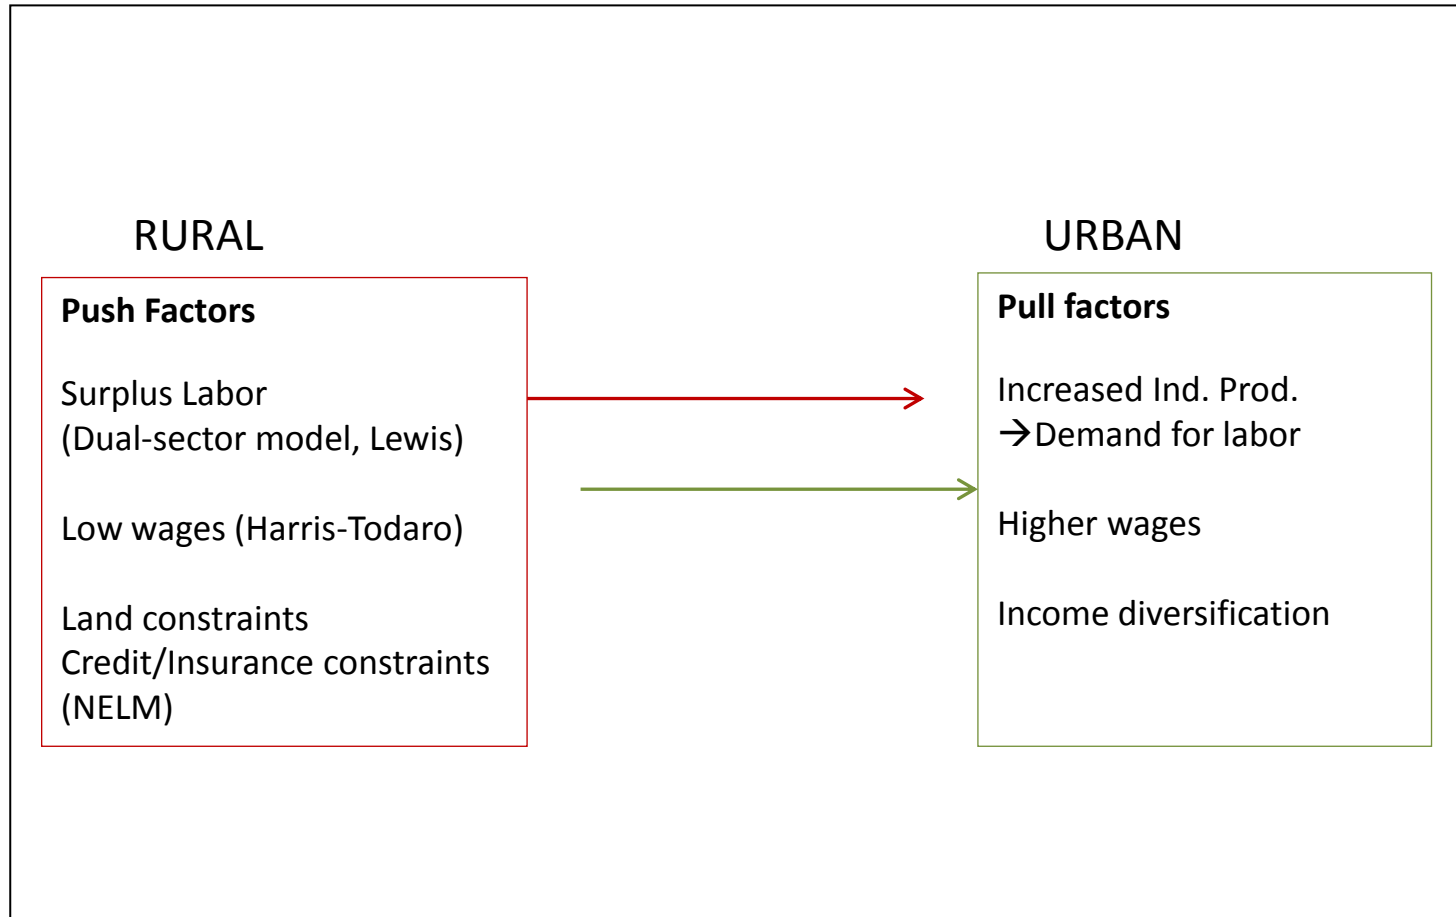 RURAL
Push Factors
Surplus Labor
(Dual-sector model, Lewis)
Low wages (Harris-Todaro)
Land constraints
Credit/Insurance constraints
(NELM)
URBAN
Pull factors
Increased Ind. Prod.
→Demand for labor
Higher wages
Income diversification